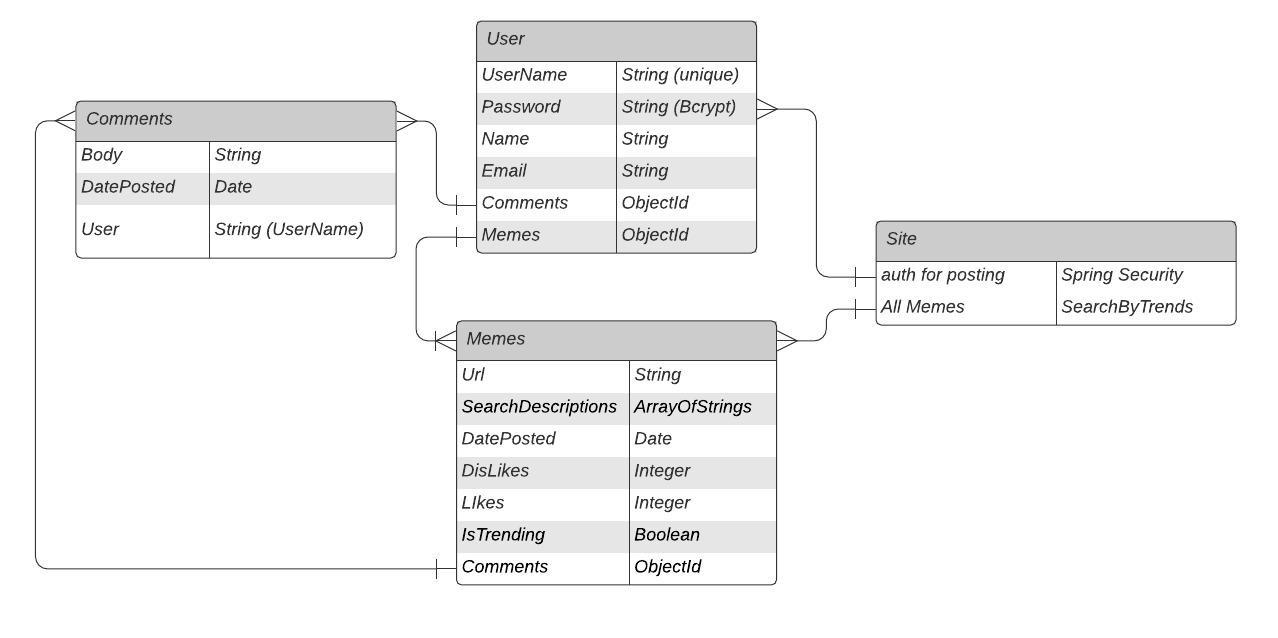 User
UserName String (unique)
Password String (Bcrypt)
Name String
Email String
Comments ObjectId
Memes ObjectId
Comments
Body String
DatePosted Date
User String (UserName)
Site
auth for posting Spring Security
All Memes SearchByTrends
Memes
Url String
SearchDescriptions ArrayOfStrings
DatePosted Date
DisLikes Integer
LIkes Integer
IsTrending Boolean
Comments ObjectId